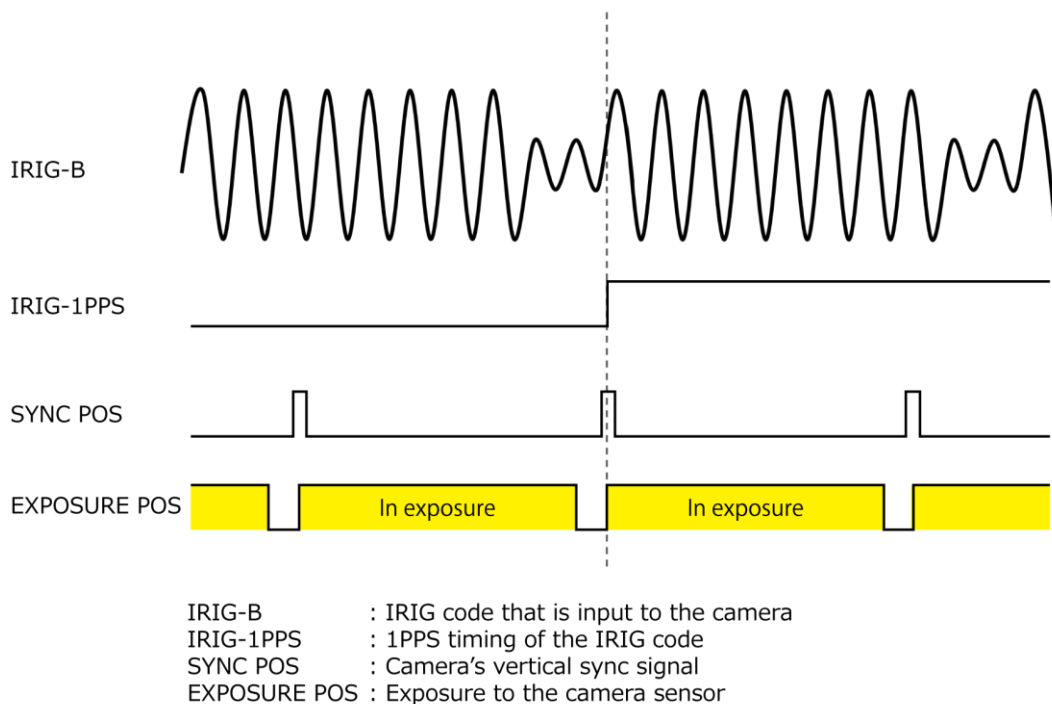 IRIG-B
IRIG-1PPS
SYNC POS
EXPOSURE POS In exposure In exposure
IRIG-B : IRIG code that is input to the camera
IRIG-1PPS : 1PPS timing of the IRIG code
SYNC POS : Camera's vertical sync signal
EXPOSURE POS : Exposure to the camera sensor